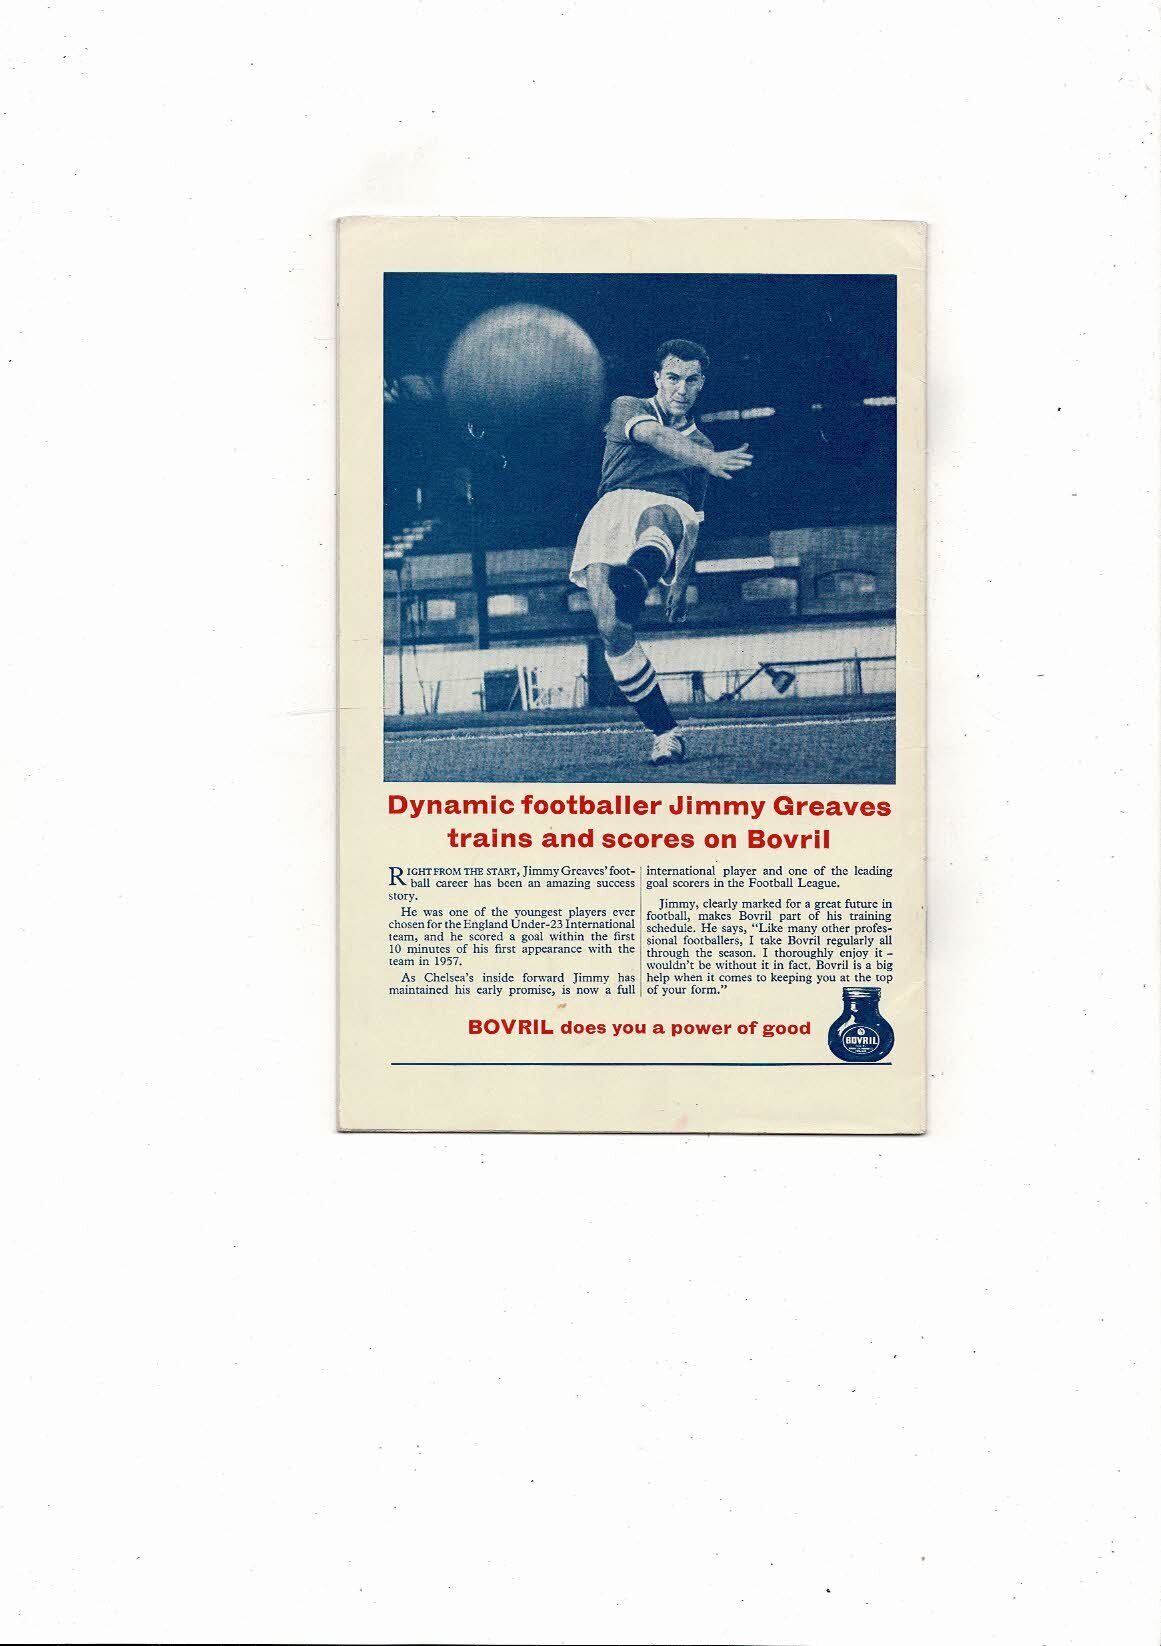 Dynamic footballer Jimmy Greaves
trains and scores on Bovril
RIGHT FROM THE START, Jimmy Greaves' foot-
ball career has been an amazing success
story.
He was one of the youngest players ever
chosen for the England Under-23 International
team, and he scored a goal within the first
10 minutes of his first appearance with the
team in 1957.
As Chelsea's inside forward Jimmy has
maintained his early promise, is now a full
international player and one of the leading
goal scorers in the Football League.
Jimmy, clearly marked for a great future in
football, makes Bovril part of his training
schedule. He says, "Like many other profes-
sional footballers, I take Bovril regularly all
through the season. I thoroughly enjoy it –
wouldn't be without it in fact. Bovril is a big
help when it comes to keeping you at the top
of your form."
BOVRIL does you a power of good
BOVRIL